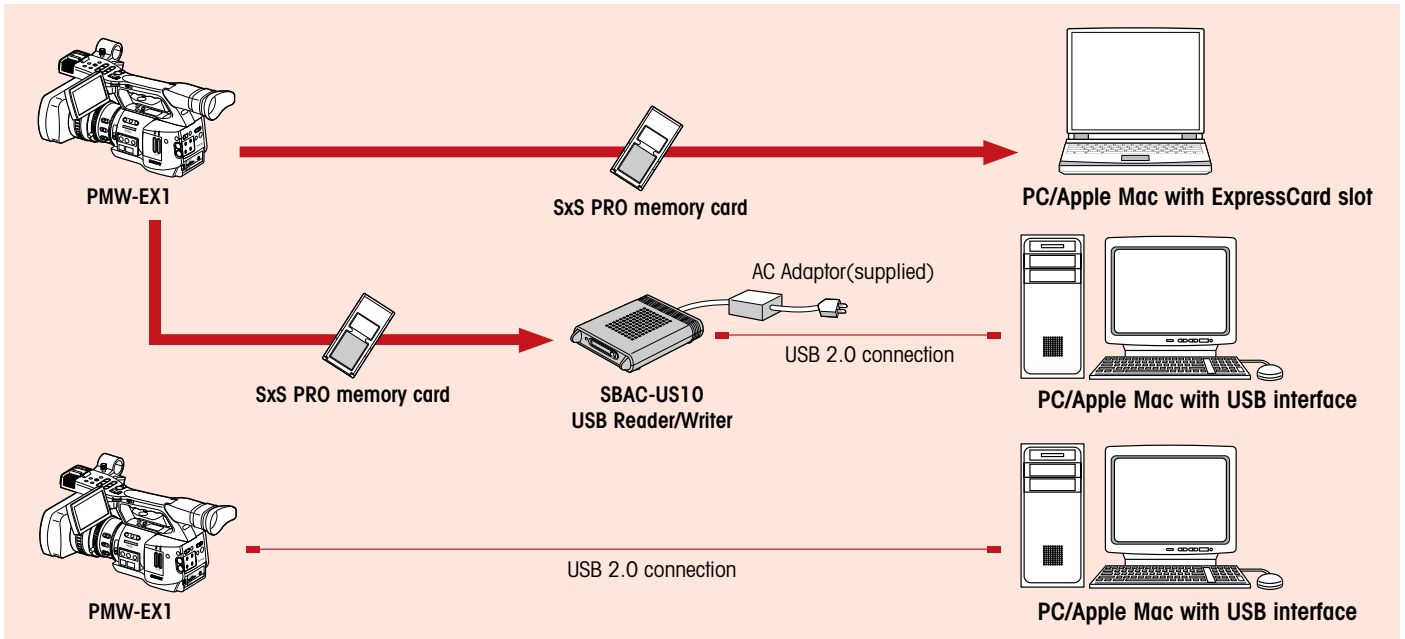 PMW-EX1
SxS PRO memory card
PC/Apple Mac with ExpressCard slot
AC Adaptor(supplied)
USB 2.0 connection
SxS PRO memory card
SBAC-US10
USB Reader/Writer
PC/Apple Mac with USB interface
USB 2.0 connection
PMW-EX1
PC/Apple Mac with USB interface